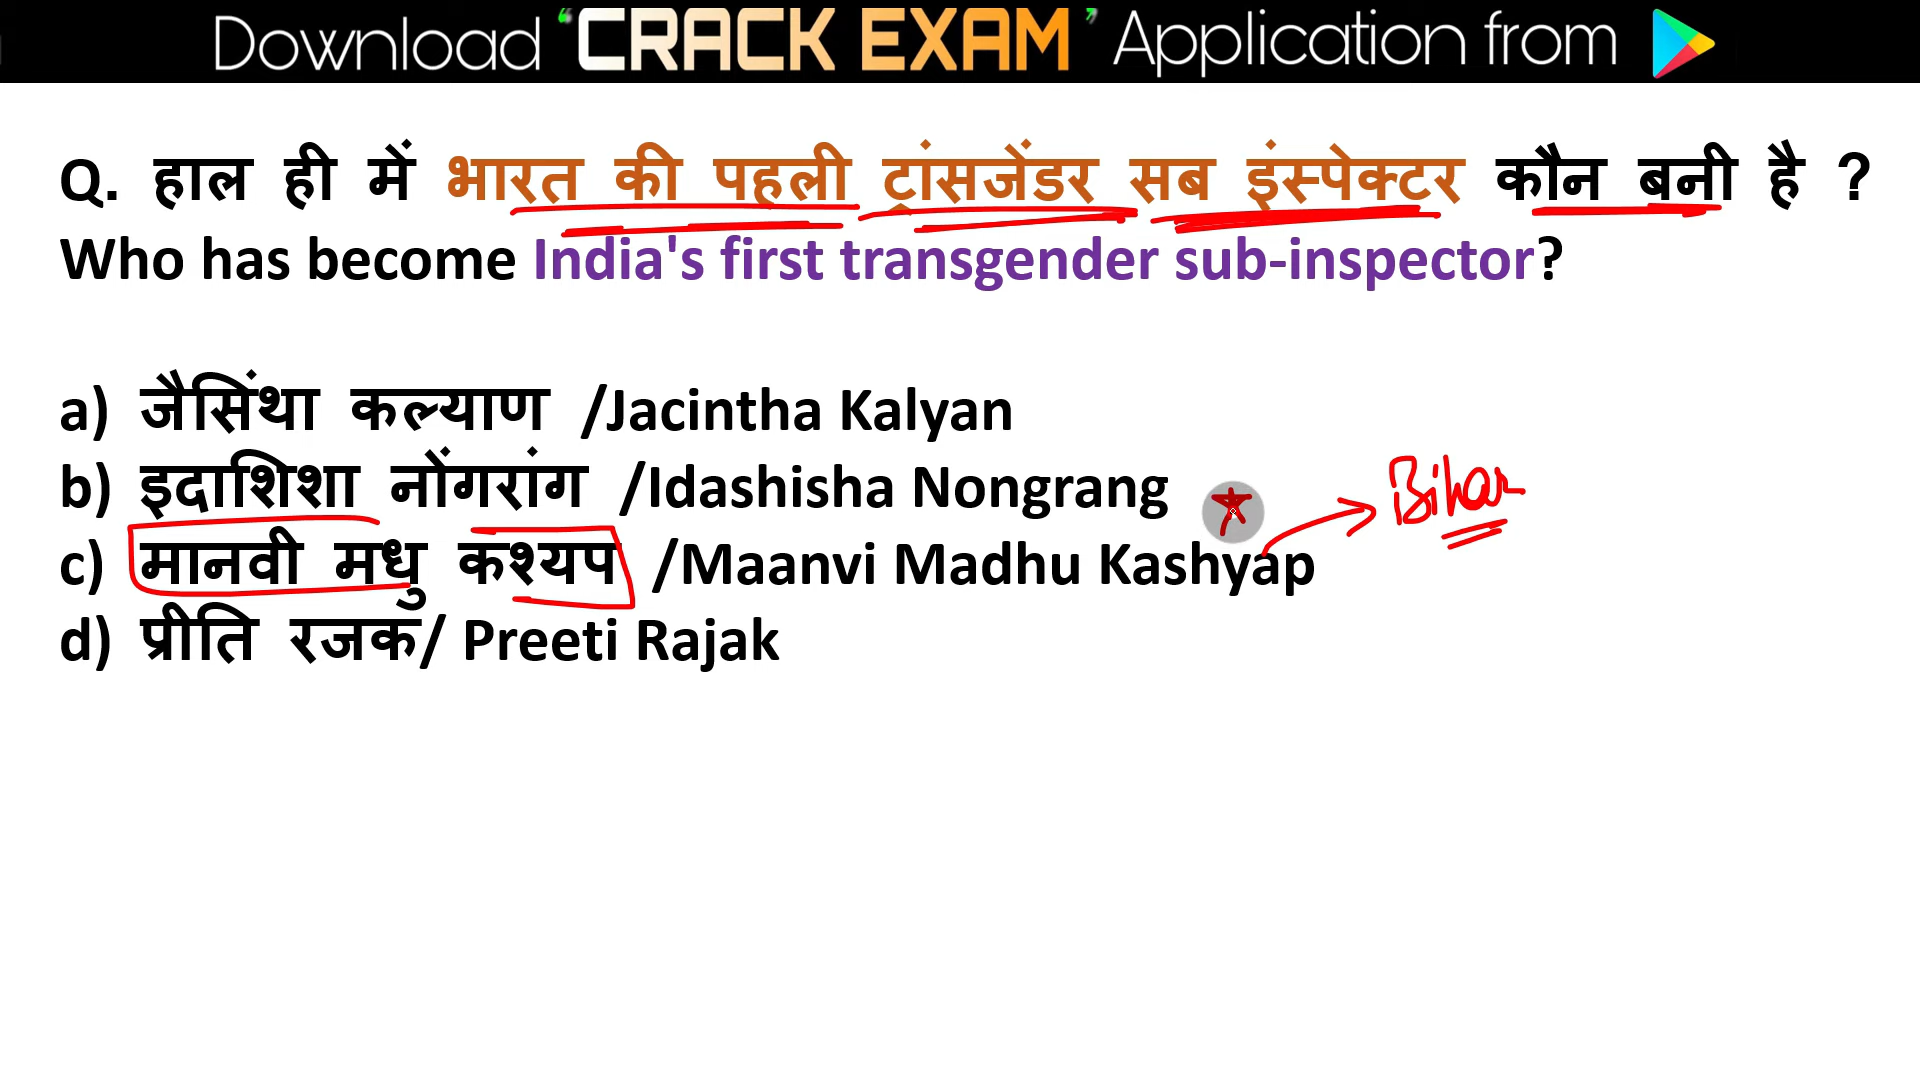 Download ‘CRACK EXAM’ Application from
Q. हाल ही में भारत की पहली ट्रांसजेंडर सब इंस्पेक्टर कौन बनी है ?
Who has become India's first transgender sub-inspector?
a) जैसिंथा कल्याण /Jacintha Kalyan
b) इदाशिशा नोंगरांग /Idashisha Nongrang
Bihar
c) मानवी मधु कश्यप /Maanvi Madhu Kashyap
d) प्रीति रजक/ Preeti Rajak